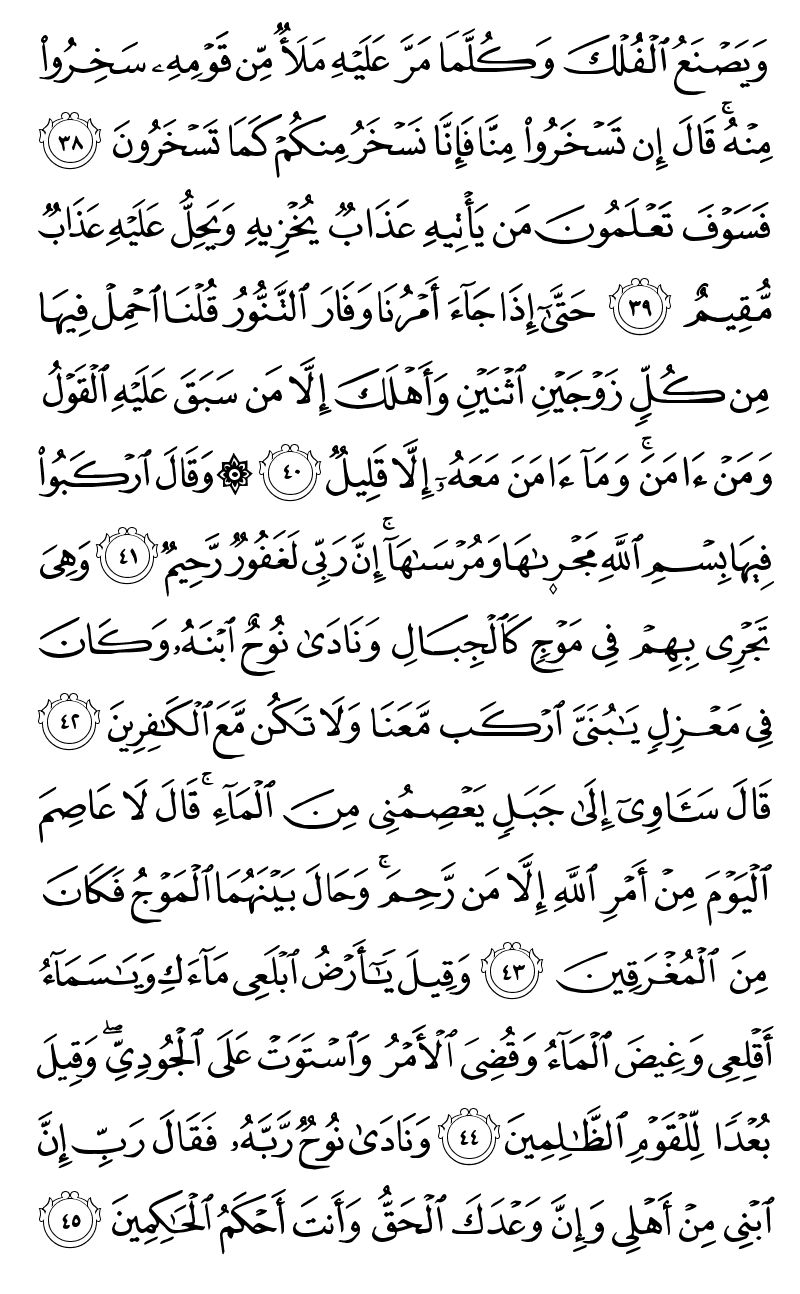 وَيَصْنَعُ ٱلْفُلْكَ وَكُلَّمَا مَرَّ عَلَيْهِ مَلَأٌ مِّن قَوْمِهِۦ سَخِرُوا۟
مِنْهُ ۚ قَالَ إِن تَسْخَرُوا۟ مِنَّا فَإِنَّا نَسْخَرُ مِنكُمْ كَمَا تَسْخَرُونَ ٣٨
فَسَوْفَ تَعْلَمُونَ مَن يَأْتِيهِ عَذَابٌ يُخْزِيهِ وَيَحِلُّ عَلَيْهِ عَذَابٌ
مُّقِيمٌ ٣٩ حَتَّىٰٓ إِذَا جَآءَ أَمْرُنَا وَفَارَ ٱلتَّنُّورُ قُلْنَا ٱحْمِلْ فِيهَا
مِن كُلٍّ زَوْجَيْنِ ٱثْنَيْنِ وَأَهْلَكَ إِلَّا مَن سَبَقَ عَلَيْهِ ٱلْقَوْلُ
وَمَنْ ءَامَنَ ۚ وَمَآ ءَامَنَ مَعَهُۥٓ إِلَّا قَلِيلٌ ٤٠ ۞ وَقَالَ ٱرْكَبُوا۟
فِيهَا بِسْمِ ٱللَّهِ مَجْر۪ىٰهَا وَمُرْسَىٰهَآ ۚ إِنَّ رَبِّى لَغَفُورٌ رَّحِيمٌ ٤١ وَهِىَ
تَجْرِى بِهِمْ فِى مَوْجٍ كَٱلْجِبَالِ وَنَادَىٰ نُوحٌ ٱبْنَهُۥ وَكَانَ
فِى مَعْزِلٍ يَٰبُنَىَّ ٱرْكَب مَّعَنَا وَلَا تَكُن مَّعَ ٱلْكَٰفِرِينَ ٤٢
قَالَ سَـَٔاوِىٓ إِلَىٰ جَبَلٍ يَعْصِمُنِى مِنَ ٱلْمَآءِ ۚ قَالَ لَا عَاصِمَ
ٱلْيَوْمَ مِنْ أَمْرِ ٱللَّهِ إِلَّا مَن رَّحِمَ ۚ وَحَالَ بَيْنَهُمَا ٱلْمَوْجُ فَكَانَ
مِنَ ٱلْمُغْرَقِينَ ٤٣ وَقِيلَ يَٰٓأَرْضُ ٱبْلَعِى مَآءَكِ وَيَٰسَمَآءُ
أَقْلِعِى وَغِيضَ ٱلْمَآءُ وَقُضِىَ ٱلْأَمْرُ وَٱسْتَوَتْ عَلَى ٱلْجُودِىِّ ۖ وَقِيلَ
بُعْدًا لِّلْقَوْمِ ٱلظَّٰلِمِينَ ٤٤ وَنَادَىٰ نُوحٌ رَّبَّهُۥ فَقَالَ رَبِّ إِنَّ
ٱبْنِى مِنْ أَهْلِى وَإِنَّ وَعْدَكَ ٱلْحَقُّ وَأَنتَ أَحْكَمُ ٱلْحَٰكِمِينَ ٤٥